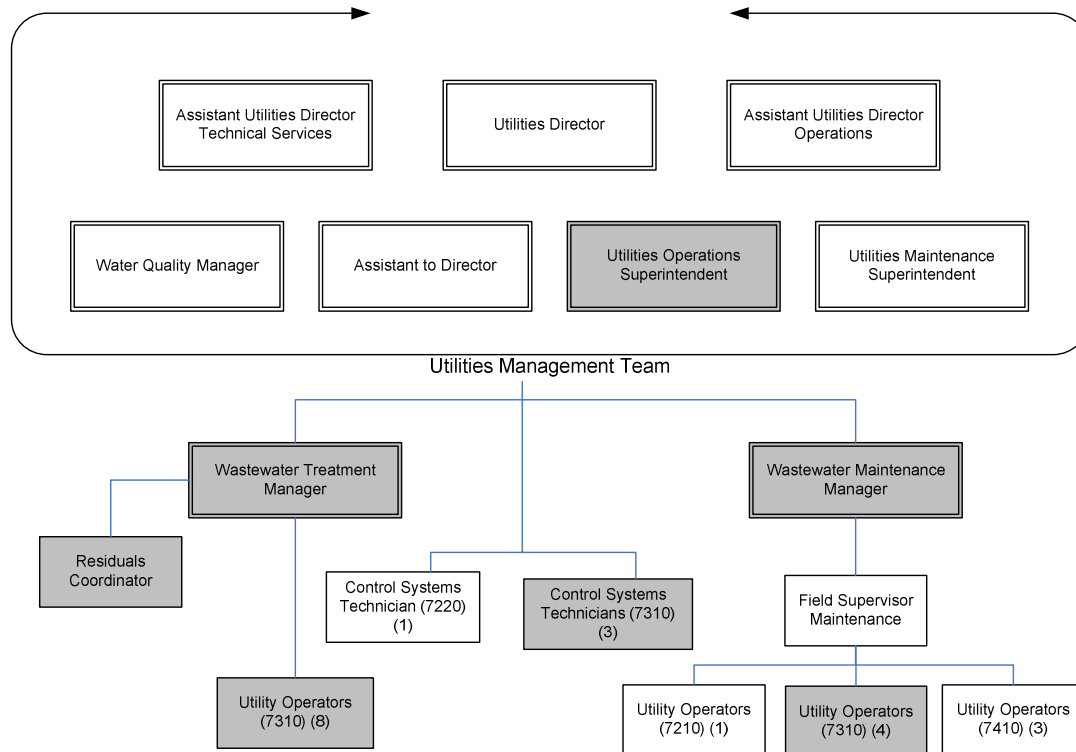 Assistant Utilities Director
Technical Services
Utilities Director
Assistant Utilities Director
Operations
Water Quality Manager
Assistant to Director
Utilities Operations
Superintendent
Utilities Maintenance
Superintendent
Utilities Management Team
Wastewater Treatment
Manager
Wastewater Maintenance
Manager
Residuals
Coordinator
Control Systems
Technician (7220)
(1)
Control Systems
Technicians (7310)
(3)
Field Supervisor
Maintenance
Utility Operators
(7310) (8)
Utility Operators
(7210) (1)
Utility Operators
(7310) (4)
Utility Operators
(7410) (3)